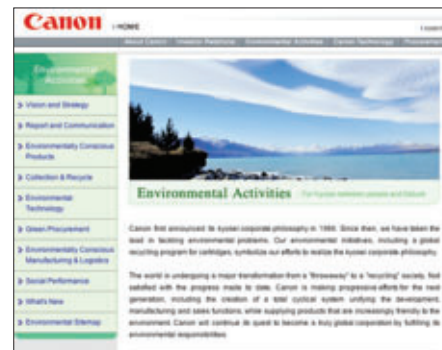 Canon
HOME
About Canon Investor Relations Environmental Activities Canon Technology
Environmental
Activities
Vision and Strategy
Report and Communication
Environmentally Conscious
Products
Collection & Recycle
Environmental
Technology
Green Procurement
Environmentally Conscious
Manufacturing & Logistics
Social Performance
What's New
Environmental Sitemap
Environmental Activities
Canon first announced its kyosei corporate philosophy in 1988. Since then, we have taken the
lead in tackling environmental problems. Our environmental initiatives, including a global
recycling program for cartridges, symbolize our efforts to realize the kyosei corporate philosophy.
The world is undergoing a major transformation from a "throwaway" to a "recycling" society. Not
satisfied with the progress made to date, Canon is making progressive efforts for the next
generation, including the creation of a total cyclical system unifying the development,
manufacturing and sales functions, while supplying products that are increasingly friendly to the
environment. Canon will continue its quest to become a truly global corporation by fulfilling its
environmental responsibilities.